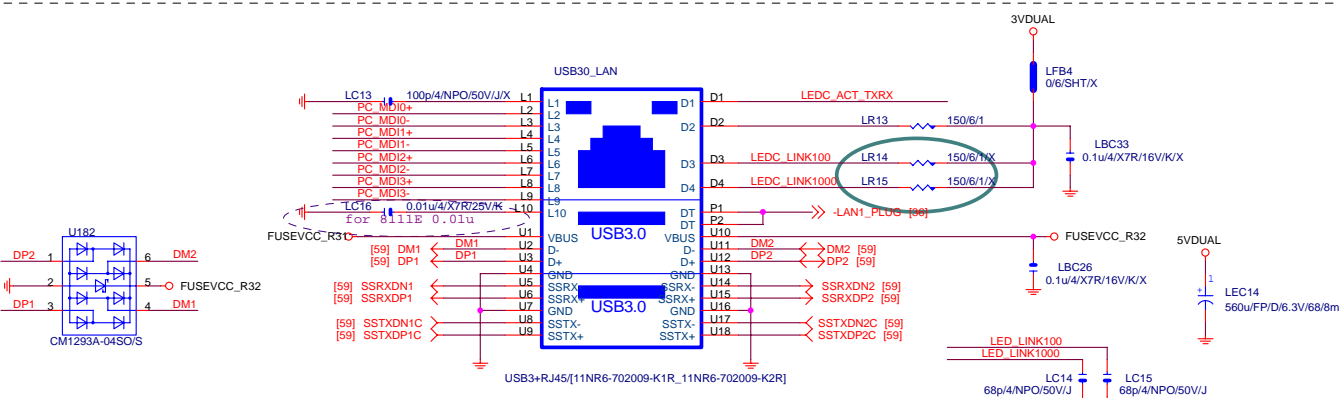 3VDUAL
LFB4
0/6/SHT/X
USB30_LAN
LC13 100p/4/NPO/50V/J/X L1 L1 D1 D1 LEDC_ACT_TXRX
PC_MDI0+ L2 L2
PC_MDI0- L3 L3 D2 D2 LR13 150/6/1
PC_MDI1+ L4 L4
PC_MDI1- L5 L5
PC_MDI2+ L6 L6 D3 D3 LEDC_LINK100 LR14 150/6/1/X
PC_MDI2- L7 L7
PC_MDI3+ L8 L8 D4 D4 LEDC_LINK1000 LR15 150/6/1/X
PC_MDI3- L9 L9
LBC33
0.1u/4/X7R/16V/K/X
LC16 0.01u/4/X7R/25V/K L10 L10 DT P1 -LAN1_PLUG [36]
for 8111E 0.01u
DT P2
FUSEVCC_R31 U1 VBUS USB3.0 VBUS U10 FUSEVCC_R32
[59] DM1 DM1 U2 D- D- U11 DM2 DM2 [59]
[59] DP1 DP1 U3 D+ D+ U12 DP2 DP2 [59]
U4 GND GND U13
[59] SSRXDN1 U5 SSRX- SSRX- U14 SSRXDN2 [59]
[59] SSRXDP1 U6 SSRX+ SSRX+ U15 SSRXDP2 [59]
U7 GND USB3.0 GND U16
[59] SSTXDN1C U8 SSTX- SSTX- U17 SSTXDN2C [59]
[59] SSTXDP1C U9 SSTX+ SSTX+ U18 SSTXDP2C [59]
USB3+RJ45/[11NR6-702009-K1R_11NR6-702009-K2R]
U182
DP2 1 6 DM2
2 5 FUSEVCC_R32
DP1 3 4 DM1
CM1293A-04SO/S
LBC26
0.1u/4/X7R/16V/K/X
5VDUAL
1
+
LEC14
560u/FP/D/6.3V/68/8m
LED_LINK100
LED_LINK1000
LC14 LC15
68p/4/NPO/50V/J 68p/4/NPO/50V/J